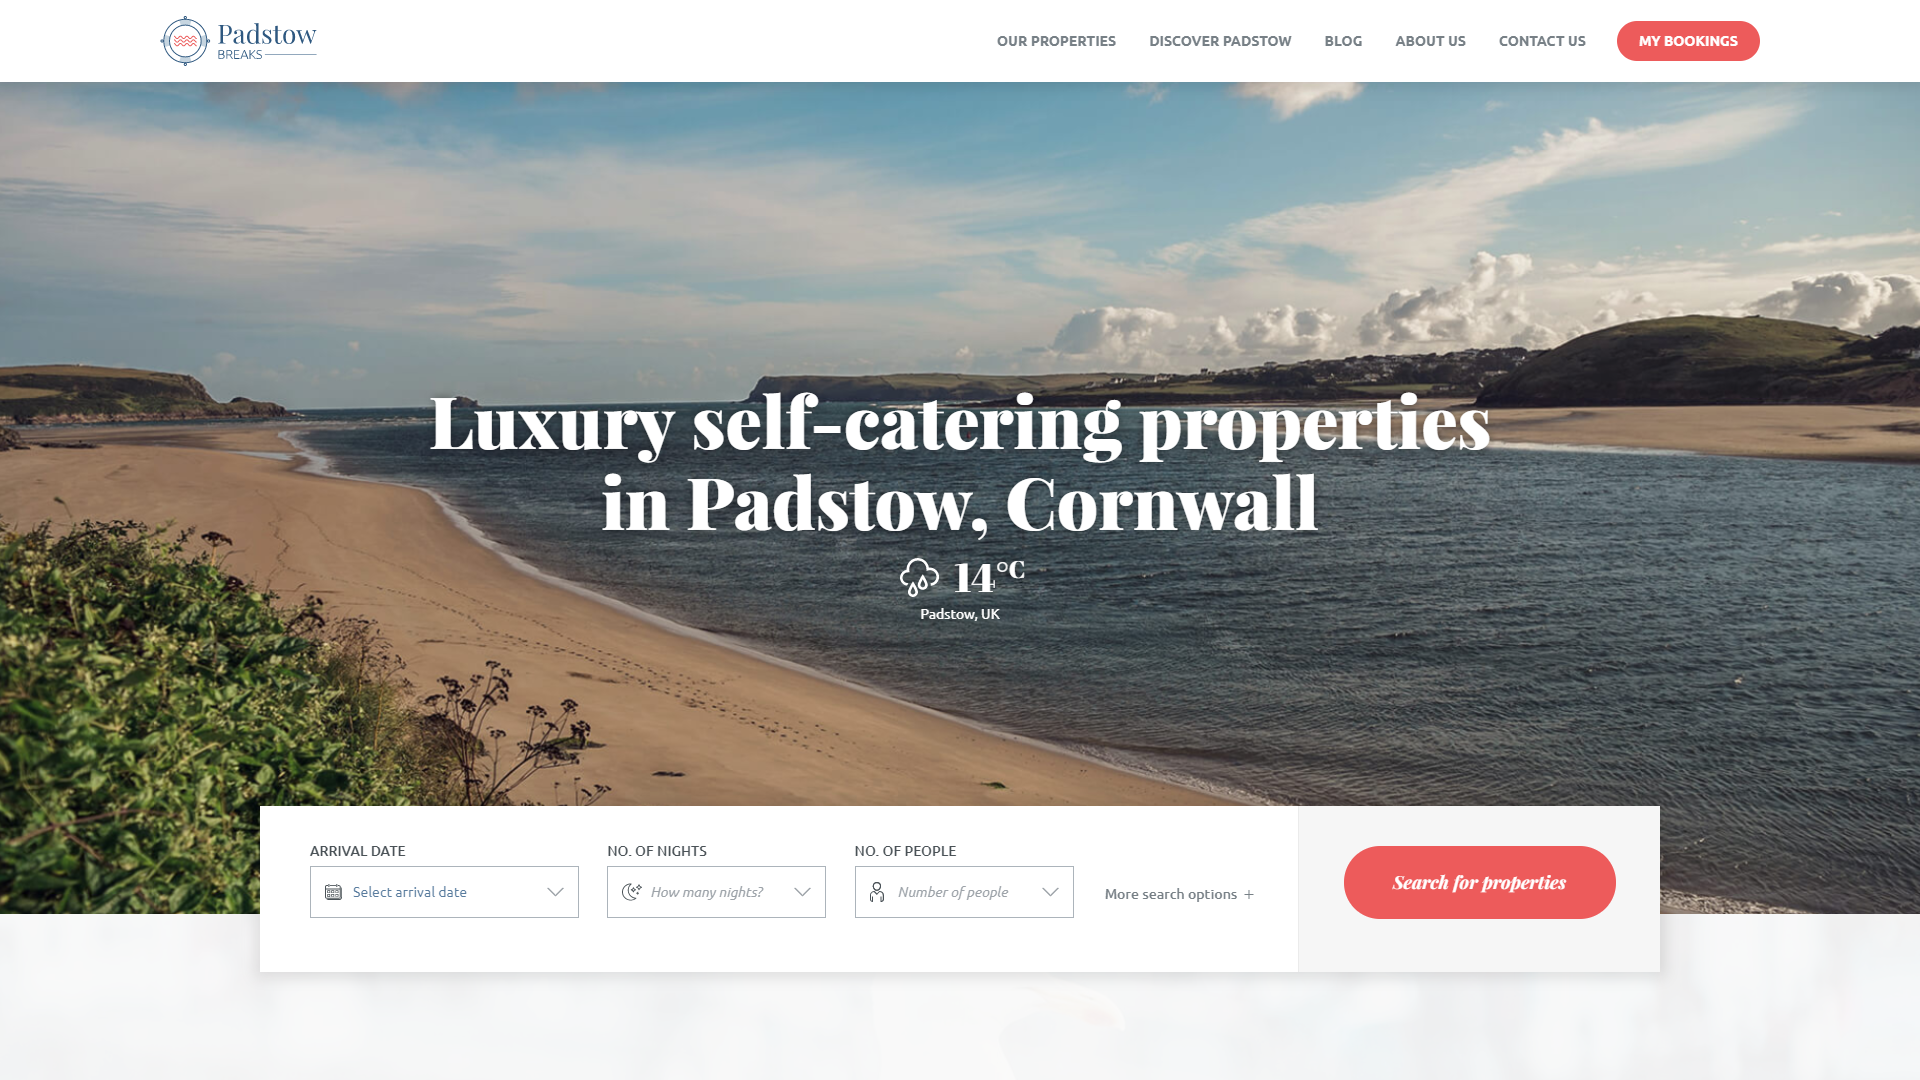 Padstow
BREAKS
OUR PROPERTIES
DISCOVER PADSTOW
BLOG
ABOUT US
CONTACT US
MY BOOKINGS
Luxury self-catering properties
in Padstow, Cornwall
14°C
Padstow, UK
ARRIVAL DATE
Select arrival date
NO. OF NIGHTS
How many nights?
NO. OF PEOPLE
Number of people
More search options +
Search for properties